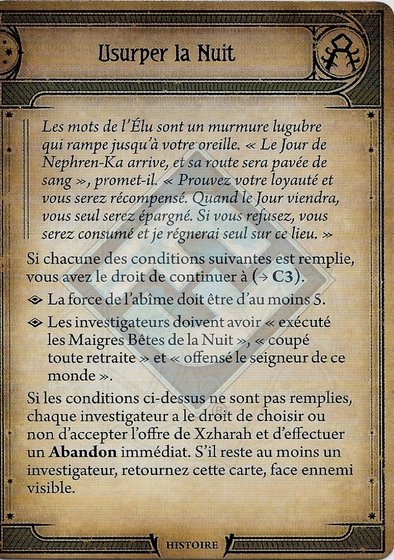 Usurper la Nuit
Les mots de l'Élu sont un murmure lugubre
qui rampe jusqu'à votre oreille. « Le Jour de
Nephren-Ka arrive, et sa route sera pavée de
sang », promet-il. « Prouvez votre loyauté et
vous serez récompensé. Quand le Jour viendra,
vous seul serez épargné. Si vous refusez, vous
serez consumé et je régnerai seul sur ce lieu. »
Si chacune des conditions suivantes est remplie,
vous avez le droit de continuer à (→ C3).
La force de l'abîme doit être d'au moins 5.
Les investigateurs doivent avoir « exécuté
les Maigres Bêtes de la Nuit », « coupé
toute retraite » et « offensé le seigneur de ce
monde ».
Si les conditions ci-dessus ne sont pas remplies,
chaque investigateur a le droit de choisir ou
non d'accepter l'offre de Xzharah et d'effectuer
un Abandon immédiat. S'il reste au moins un
investigateur, retournez cette carte, face ennemi
visible.
HISTOIRE